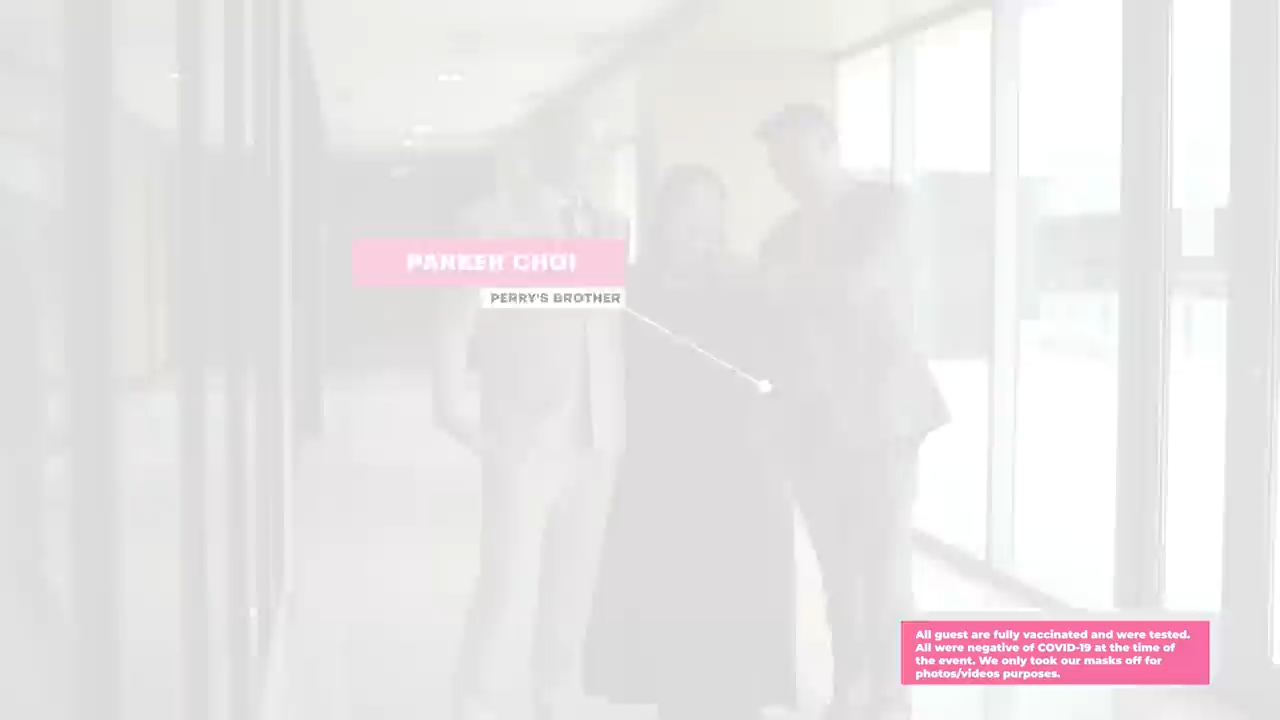 PARKER CHOI
PERRY'S BROTHER
All guest are fully vaccinated and were tested.
All were negative of COVID-19 at the time of
the event. We only took our masks off for
photos/videos purposes.